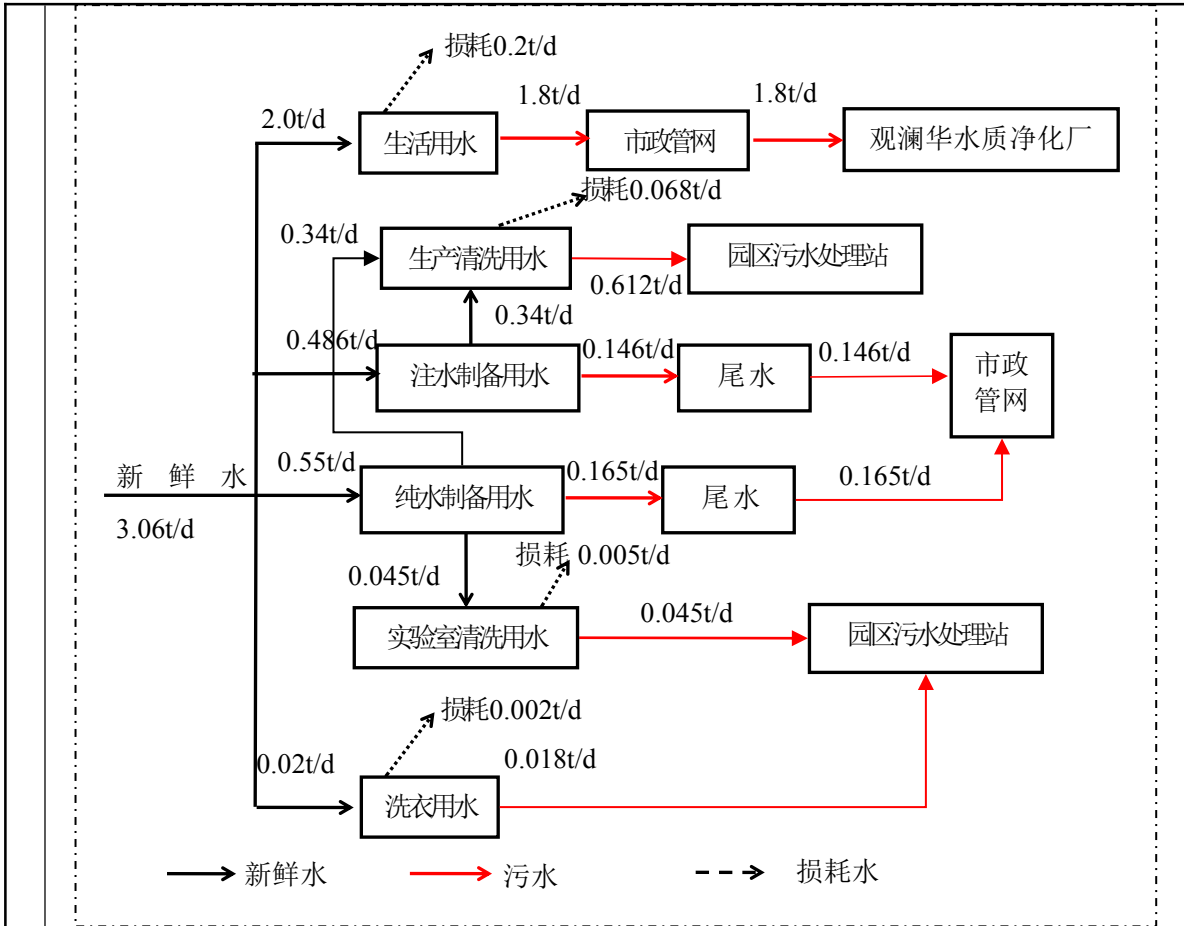 损耗0.2t/d
2.0t/d
生活用水
1.8t/d
市政管网
1.8t/d
观澜华水质净化厂
损耗0.068t/d
0.34t/d
生产清洗用水
0.612t/d
园区污水处理站
0.34t/d
0.486t/d
注水制备用水
0.146t/d
尾水
0.146t/d
市政
管网
新鲜水
3.06t/d
0.55t/d
纯水制备用水
0.165t/d
尾水
0.165t/d
0.045t/d
损耗 0.005t/d
实验室清洗用水
0.045t/d
园区污水处理站
损耗0.002t/d
0.02t/d
洗衣用水
0.018t/d
新鲜水
污水
损耗水